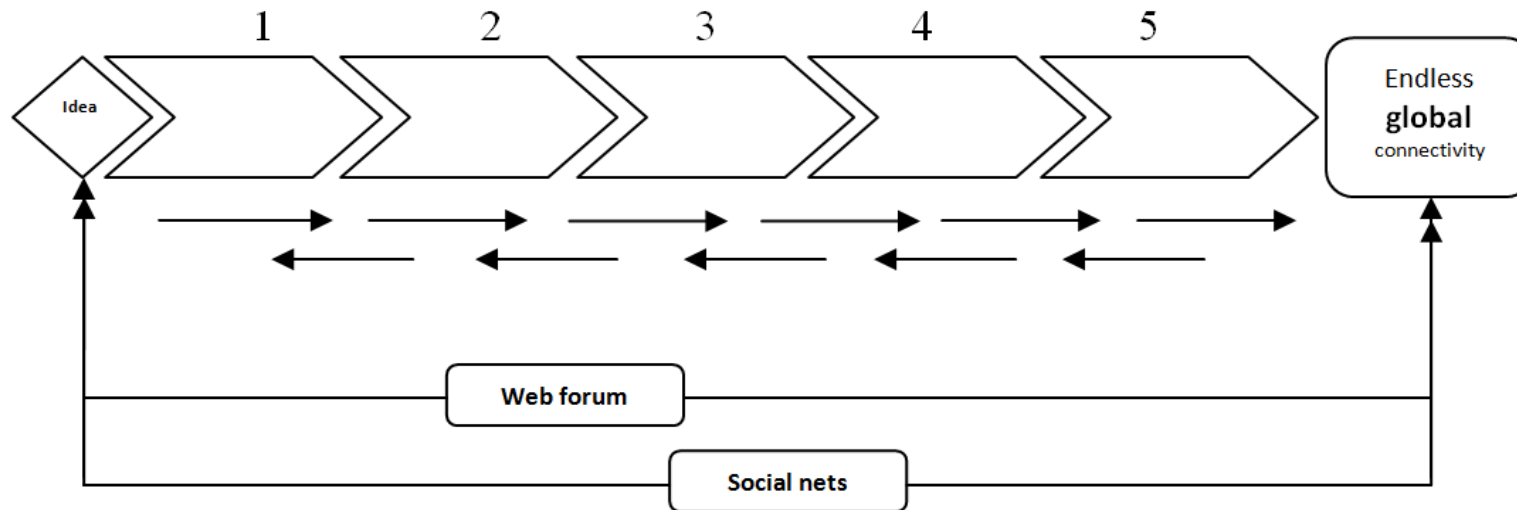 1 2 3 4 5
Idea
Endless
global
connectivity
Web forum
Social nets